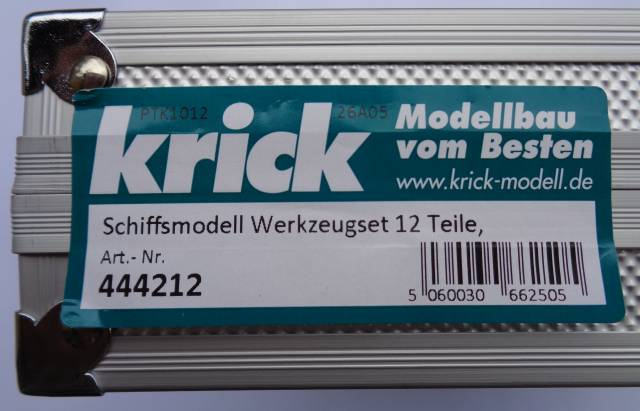 PTK1012 26A05
krick
Modellbau
vom Besten
www.krick-modell.de
Schiffsmodell Werkzeugset 12 Teile,
Art.- Nr.
444212
5 060030 662505